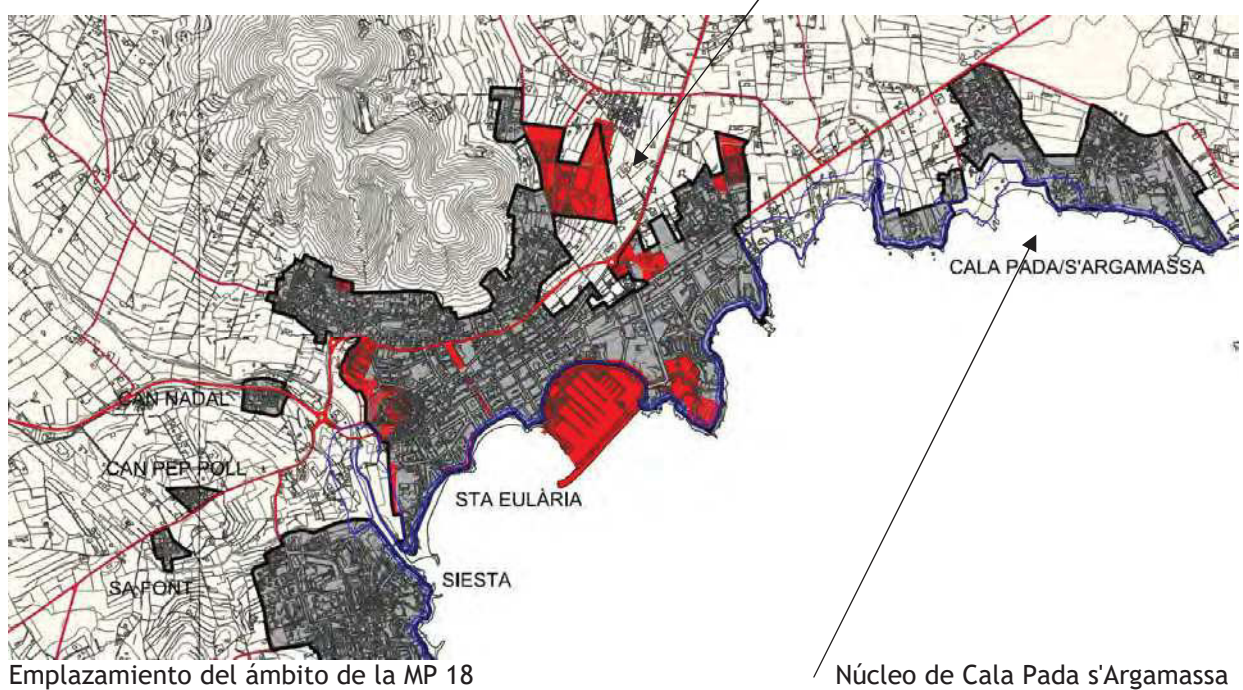 CALA PADA/S'ARGAMASSA
CAN NADAL
CAN PEP POLL
STA EULÀRIA
SIESTA
SA FONT
Emplazamiento del ámbito de la MP 18
Núcleo de Cala Pada s'Argamassa